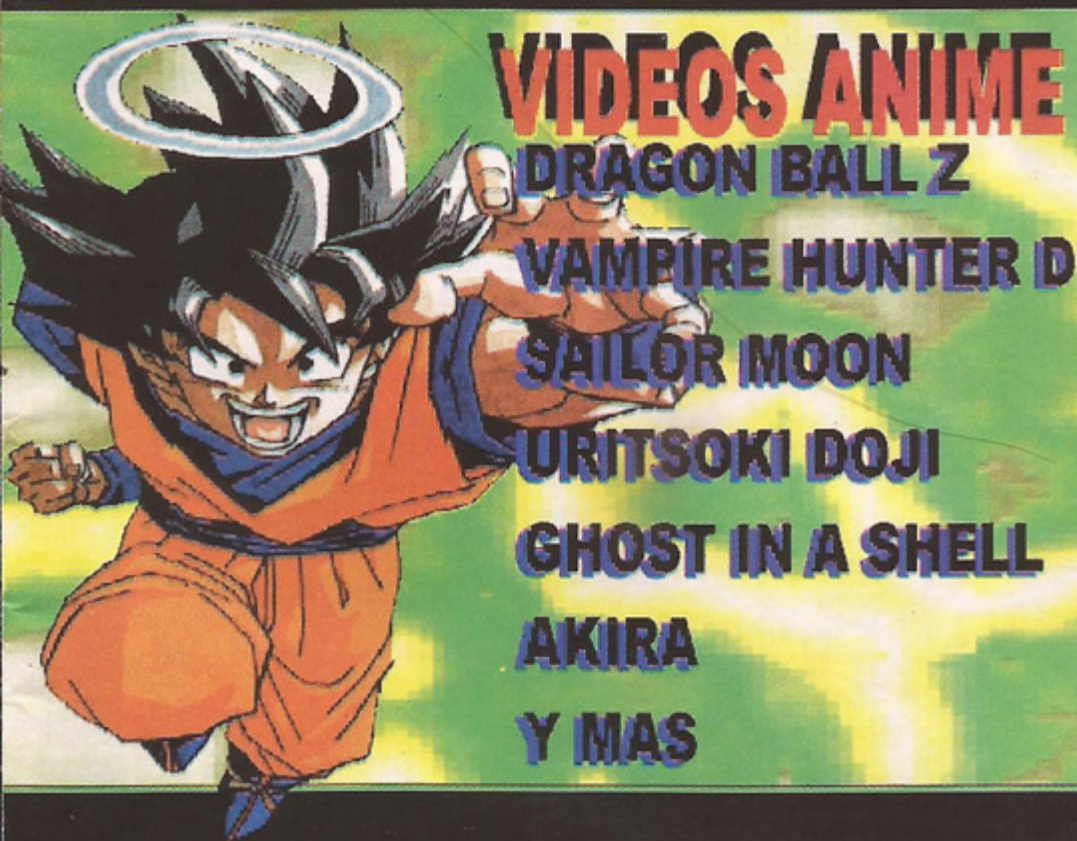 VIDEOS ANIME
DRAGON BALL Z
VAMPIRE HUNTER D
SAILOR MOON
URITSOKI DOJI
GHOST IN A SHELL
AKIRA
Y MAS